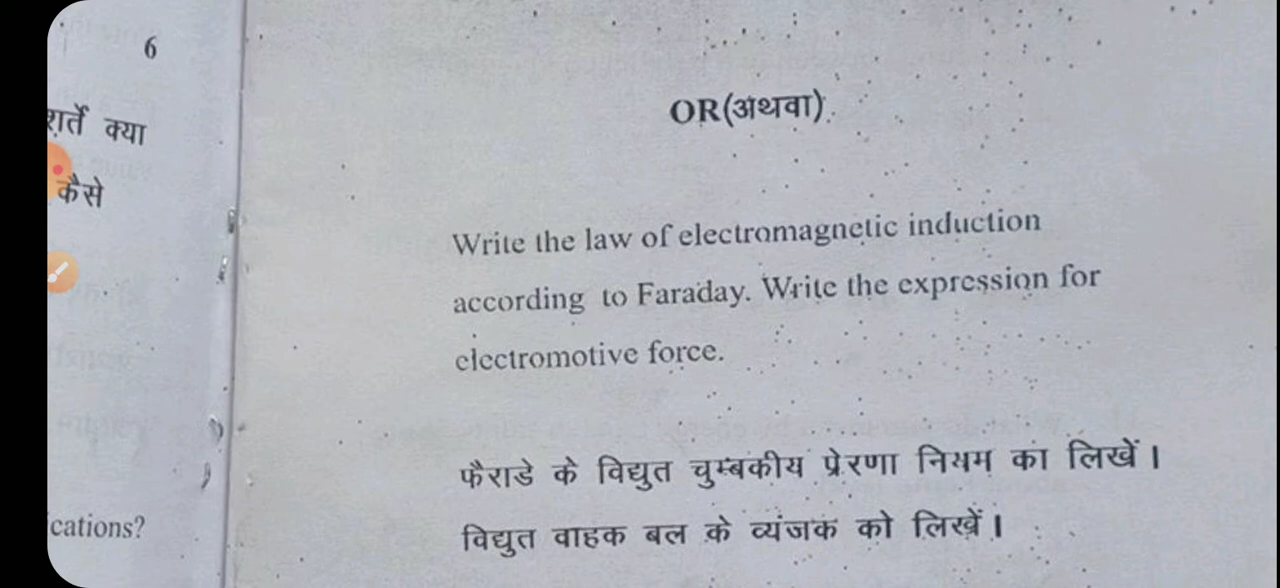 6
शर्तें क्या
कैसे
cations?
OR(अथवा).
Write the law of electromagnetic induction
according to Faraday. Write the expression for
electromotive force.
फैराडे के विद्युत चुम्बकीय प्रेरणा नियम का लिखें।
विद्युत वाहक बल के व्यंजक को लिखें।